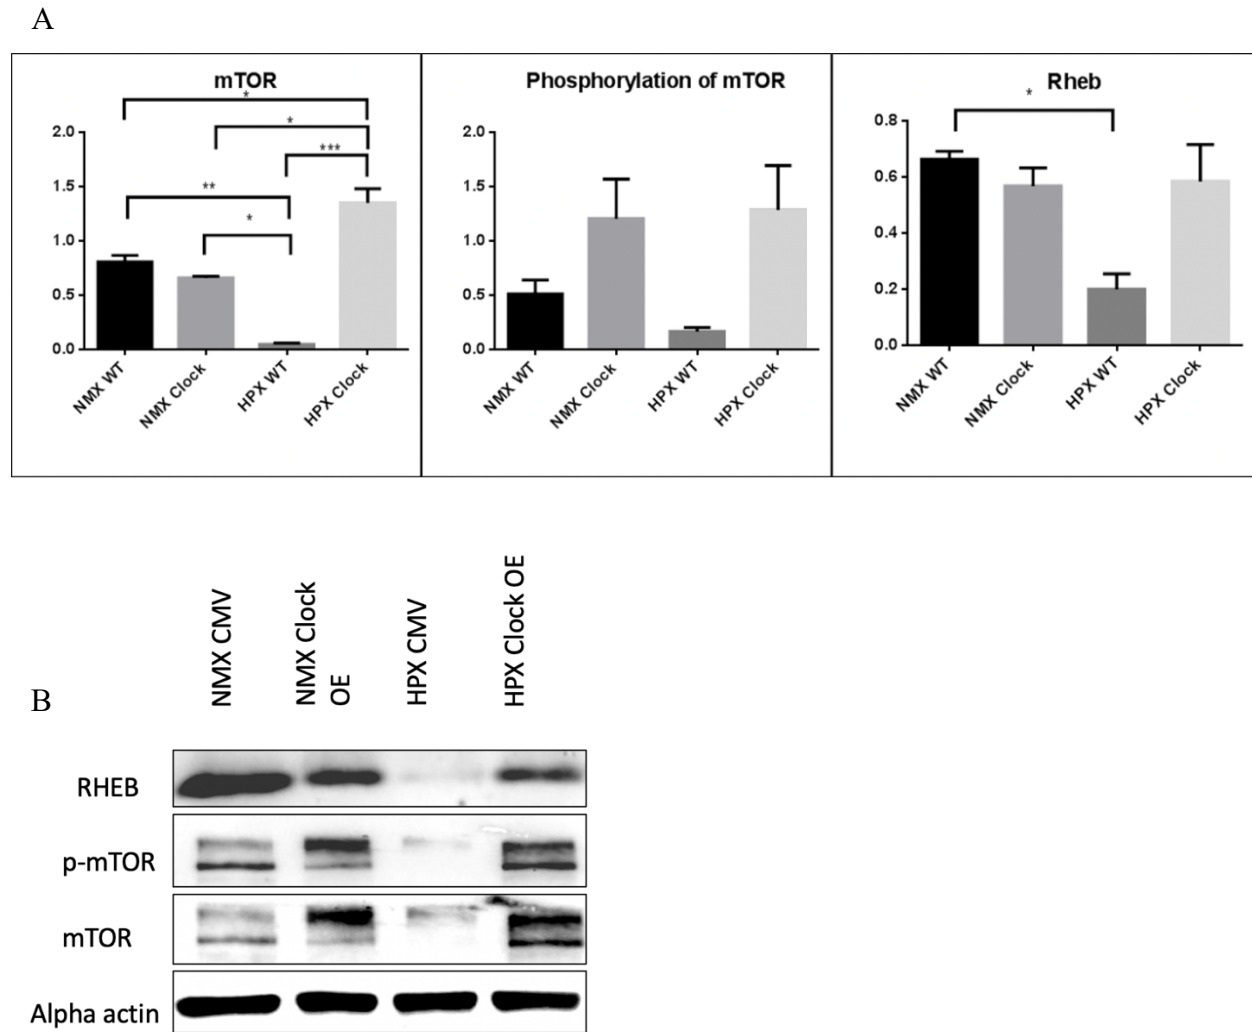 A
mTOR
*
*
***
**
*
2.0
1.5
1.0
0.5
0.0
NMX WT
NMX Clock
HPX WT
HPX Clock
Phosphorylation of mTOR
2.0
1.5
1.0
0.5
0.0
NMX WT
NMX Clock
HPX WT
HPX Clock
Rheb
*
0.8
0.6
0.4
0.2
0.0
NMX WT
NMX Clock
HPX WT
HPX Clock
B
NMX CMV
NMX Clock
OE
HPX CMV
HPX Clock OE
RHEB
p-mTOR
mTOR
Alpha actin